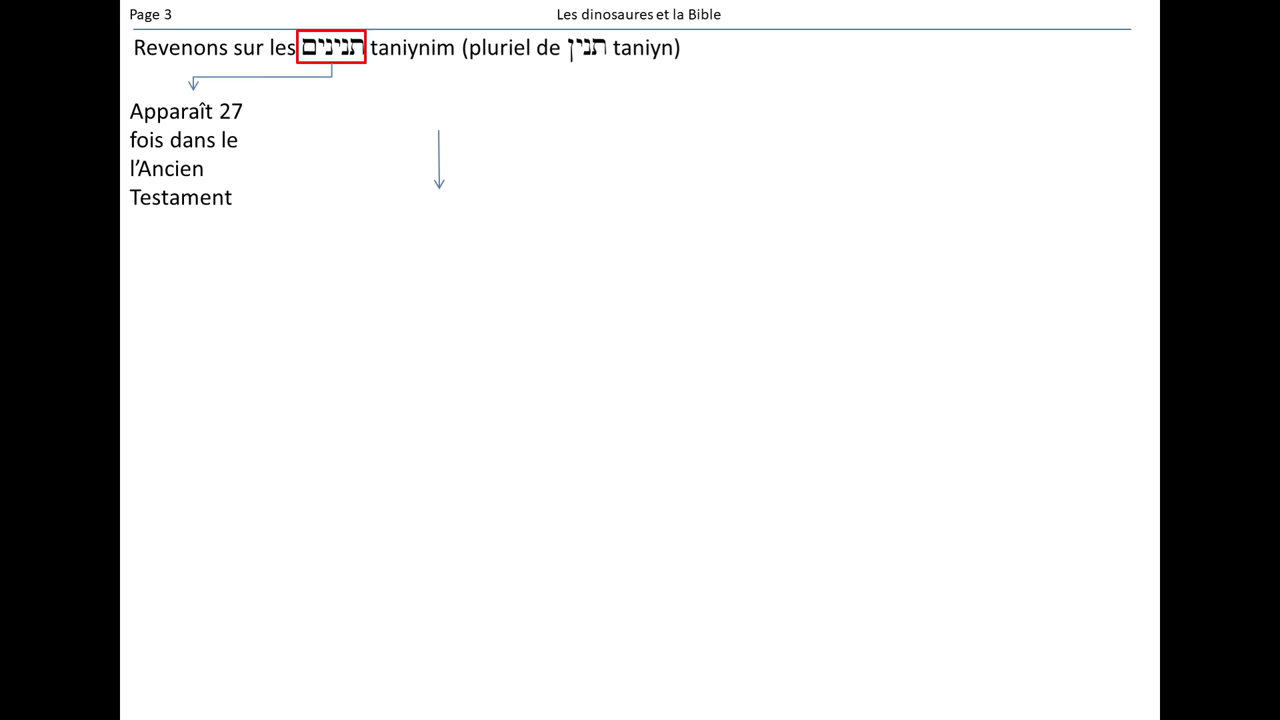 Page 3
Les dinosaures et la Bible
Revenons sur les תנינים taniynim (pluriel de תנין taniyn)
Apparaît 27
fois dans le
l’Ancien
Testament